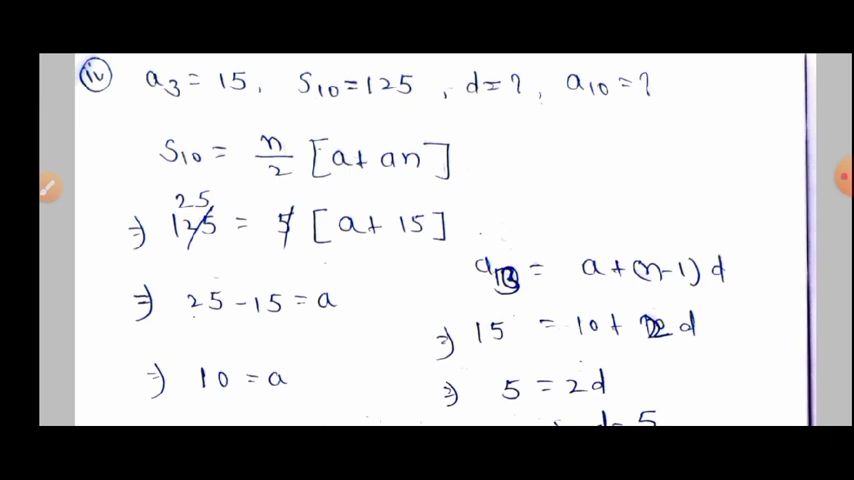 iv a3 = 15, S10 = 125, d = ?, a10 = ?
S10 = n/2 [a + an]
25
⇒ 125 = 5 [a + 15]
⇒ 25 - 15 = a
⇒ 10 = a
a = a + (n-1) d
⇒ 15 = 10 + 2d
⇒ 5 = 2d